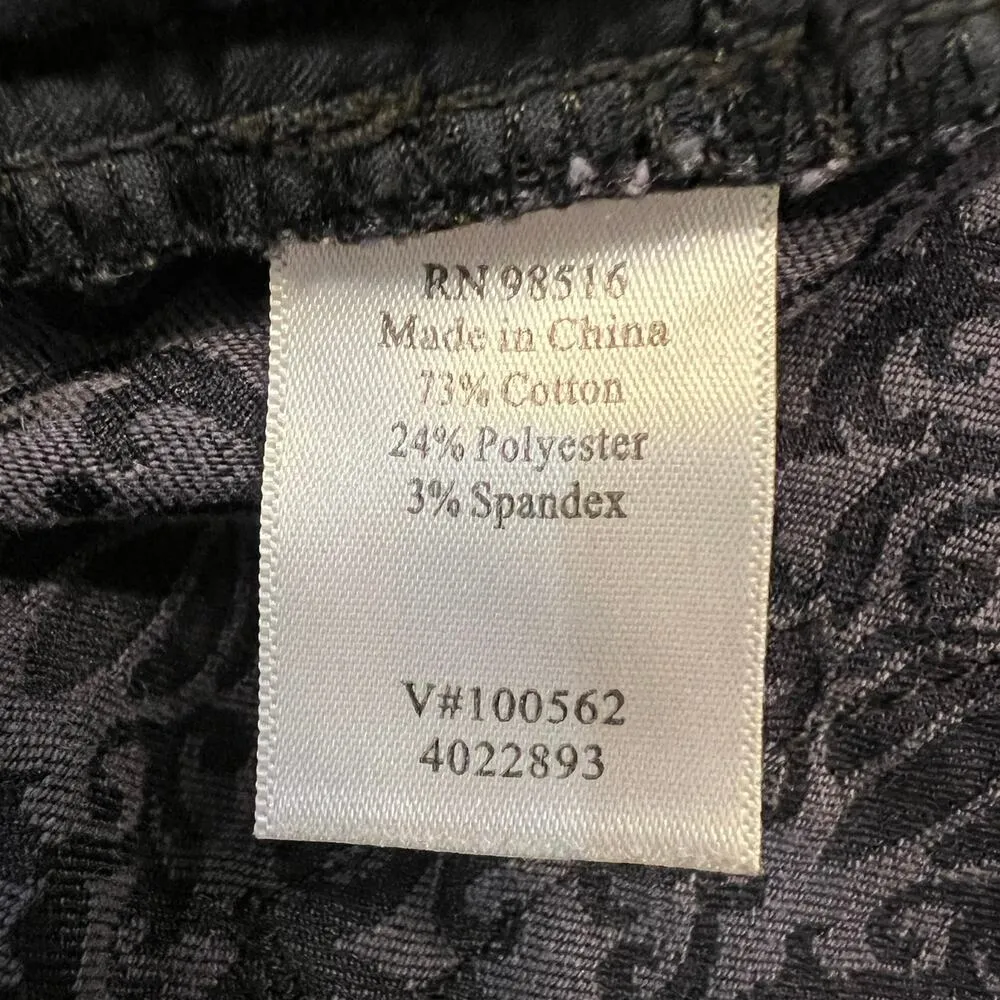 RN 98516
Made in China
73% Cotton
24% Polyester
3% Spandex
V#100562
4022893